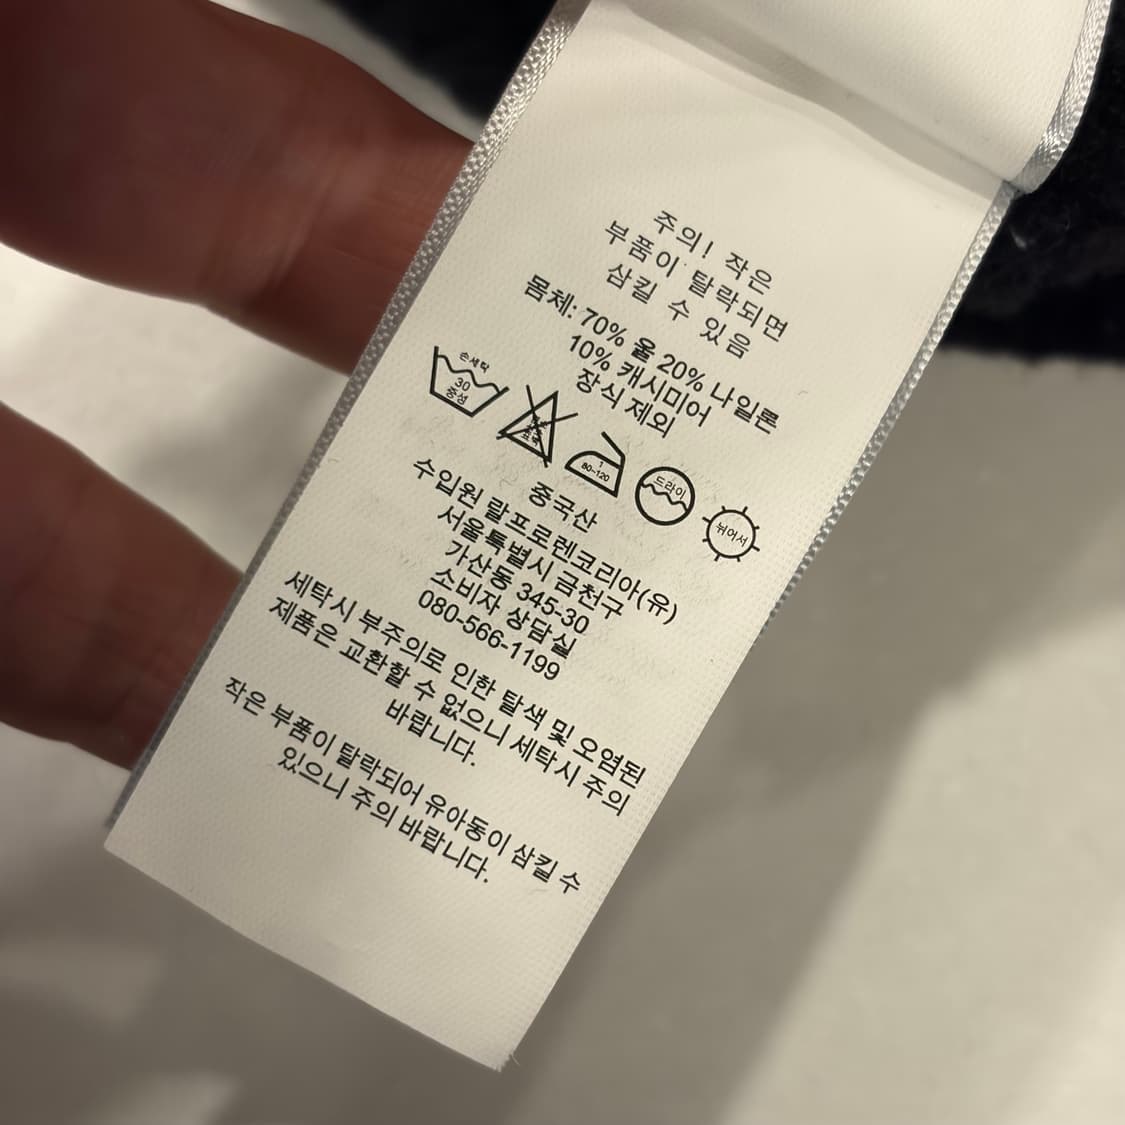 주의! 작은
부품이 탈락되면
삼킬 수 있음
몸체: 70% 울 20% 나일론
10% 캐시미어
장식 제외
손세탁
30
중성
1
80~120
드라이
뉘어서
중국산
수입원 랄프로렌코리아(유)
서울특별시 금천구
가산동 345-30
소비자 상담실
080-566-1199
세탁시 부주의로 인한 탈색 및 오염된
제품은 교환할 수 없으니 세탁시 주의
바랍니다.
작은 부품이 탈락되어 유아동이 삼킬 수
있으니 주의 바랍니다.